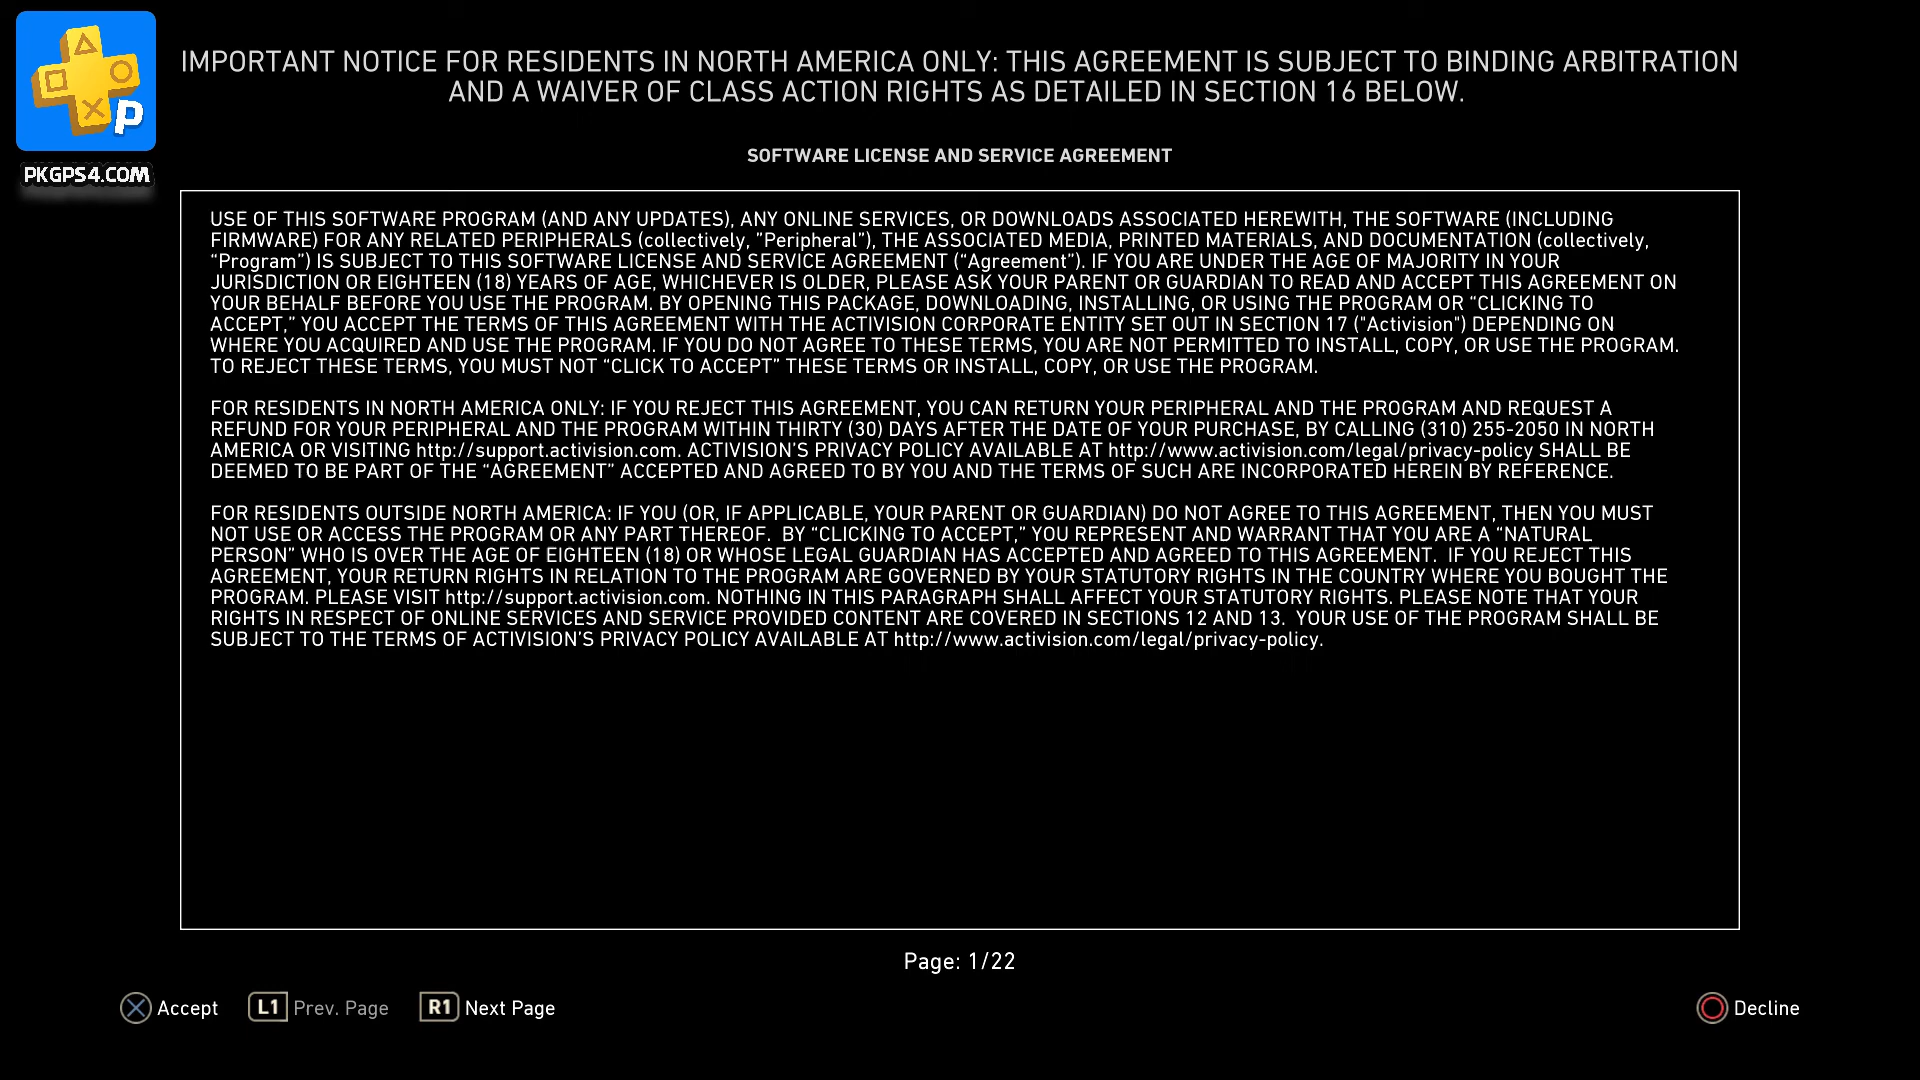 IMPORTANT NOTICE FOR RESIDENTS IN NORTH AMERICA ONLY: THIS AGREEMENT IS SUBJECT TO BINDING ARBITRATION
AND A WAIVER OF CLASS ACTION RIGHTS AS DETAILED IN SECTION 16 BELOW.
P
PKGPS4.COM
SOFTWARE LICENSE AND SERVICE AGREEMENT
USE OF THIS SOFTWARE PROGRAM (AND ANY UPDATES), ANY ONLINE SERVICES, OR DOWNLOADS ASSOCIATED HEREWITH, THE SOFTWARE (INCLUDING
FIRMWARE) FOR ANY RELATED PERIPHERALS (collectively, ”Peripheral”), THE ASSOCIATED MEDIA, PRINTED MATERIALS, AND DOCUMENTATION (collectively,
“Program”) IS SUBJECT TO THIS SOFTWARE LICENSE AND SERVICE AGREEMENT (“Agreement”). IF YOU ARE UNDER THE AGE OF MAJORITY IN YOUR
JURISDICTION OR EIGHTEEN (18) YEARS OF AGE, WHICHEVER IS OLDER, PLEASE ASK YOUR PARENT OR GUARDIAN TO READ AND ACCEPT THIS AGREEMENT ON
YOUR BEHALF BEFORE YOU USE THE PROGRAM. BY OPENING THIS PACKAGE, DOWNLOADING, INSTALLING, OR USING THE PROGRAM OR “CLICKING TO
ACCEPT,” YOU ACCEPT THE TERMS OF THIS AGREEMENT WITH THE ACTIVISION CORPORATE ENTITY SET OUT IN SECTION 17 ("Activision") DEPENDING ON
WHERE YOU ACQUIRED AND USE THE PROGRAM. IF YOU DO NOT AGREE TO THESE TERMS, YOU ARE NOT PERMITTED TO INSTALL, COPY, OR USE THE PROGRAM.
TO REJECT THESE TERMS, YOU MUST NOT “CLICK TO ACCEPT” THESE TERMS OR INSTALL, COPY, OR USE THE PROGRAM.
FOR RESIDENTS IN NORTH AMERICA ONLY: IF YOU REJECT THIS AGREEMENT, YOU CAN RETURN YOUR PERIPHERAL AND THE PROGRAM AND REQUEST A
REFUND FOR YOUR PERIPHERAL AND THE PROGRAM WITHIN THIRTY (30) DAYS AFTER THE DATE OF YOUR PURCHASE, BY CALLING (310) 255-2050 IN NORTH
AMERICA OR VISITING http://support.activision.com. ACTIVISION’S PRIVACY POLICY AVAILABLE AT http://www.activision.com/legal/privacy-policy SHALL BE
DEEMED TO BE PART OF THE “AGREEMENT” ACCEPTED AND AGREED TO BY YOU AND THE TERMS OF SUCH ARE INCORPORATED HEREIN BY REFERENCE.
FOR RESIDENTS OUTSIDE NORTH AMERICA: IF YOU (OR, IF APPLICABLE, YOUR PARENT OR GUARDIAN) DO NOT AGREE TO THIS AGREEMENT, THEN YOU MUST
NOT USE OR ACCESS THE PROGRAM OR ANY PART THEREOF.  BY “CLICKING TO ACCEPT,” YOU REPRESENT AND WARRANT THAT YOU ARE A “NATURAL
PERSON” WHO IS OVER THE AGE OF EIGHTEEN (18) OR WHOSE LEGAL GUARDIAN HAS ACCEPTED AND AGREED TO THIS AGREEMENT.  IF YOU REJECT THIS
AGREEMENT, YOUR RETURN RIGHTS IN RELATION TO THE PROGRAM ARE GOVERNED BY YOUR STATUTORY RIGHTS IN THE COUNTRY WHERE YOU BOUGHT THE
PROGRAM. PLEASE VISIT http://support.activision.com. NOTHING IN THIS PARAGRAPH SHALL AFFECT YOUR STATUTORY RIGHTS. PLEASE NOTE THAT YOUR
RIGHTS IN RESPECT OF ONLINE SERVICES AND SERVICE PROVIDED CONTENT ARE COVERED IN SECTIONS 12 AND 13.  YOUR USE OF THE PROGRAM SHALL BE
SUBJECT TO THE TERMS OF ACTIVISION’S PRIVACY POLICY AVAILABLE AT http://www.activision.com/legal/privacy-policy.
Page: 1/22
Accept L1 Prev. Page R1 Next Page Decline